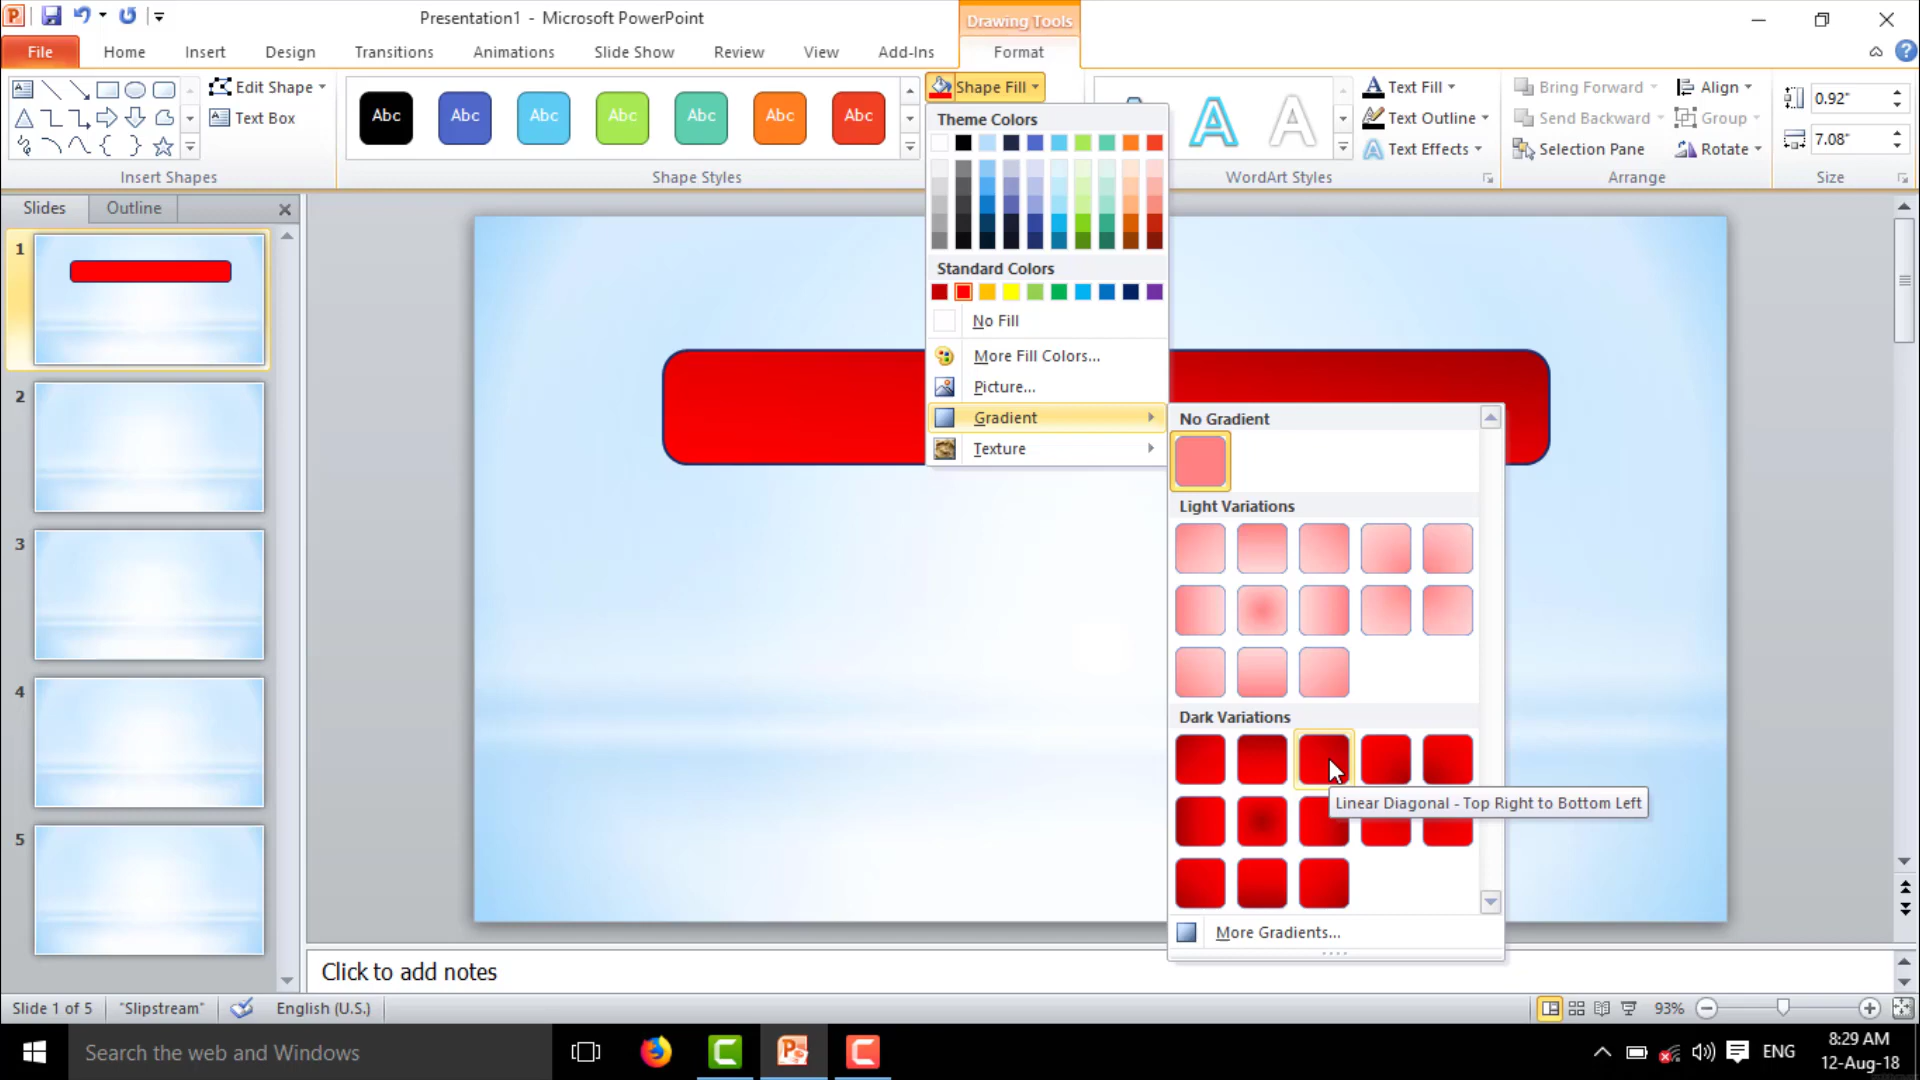 Presentation1 - Microsoft PowerPoint
Drawing Tools
File
Home
Insert
Design
Transitions
Animations
Slide Show
Review
View
Add-Ins
Format
Edit Shape
Text Box
Insert Shapes
Abc
Abc
Abc
Abc
Abc
Abc
Abc
Shape Styles
Shape Fill
WordArt Styles
Text Fill
Text Outline
Text Effects
Bring Forward
Send Backward
Selection Pane
Align
Group
Rotate
Arrange
0.92"
7.08"
Size
Theme Colors
Standard Colors
No Fill
More Fill Colors...
Picture...
Gradient
Texture
No Gradient
Light Variations
Dark Variations
Linear Diagonal - Top Right to Bottom Left
More Gradients...
Slides
Outline
1
2
3
4
5
Click to add notes
Slide 1 of 5
"Slipstream"
English (U.S.)
93%
Search the web and Windows
ENG
8:29 AM
12-Aug-18